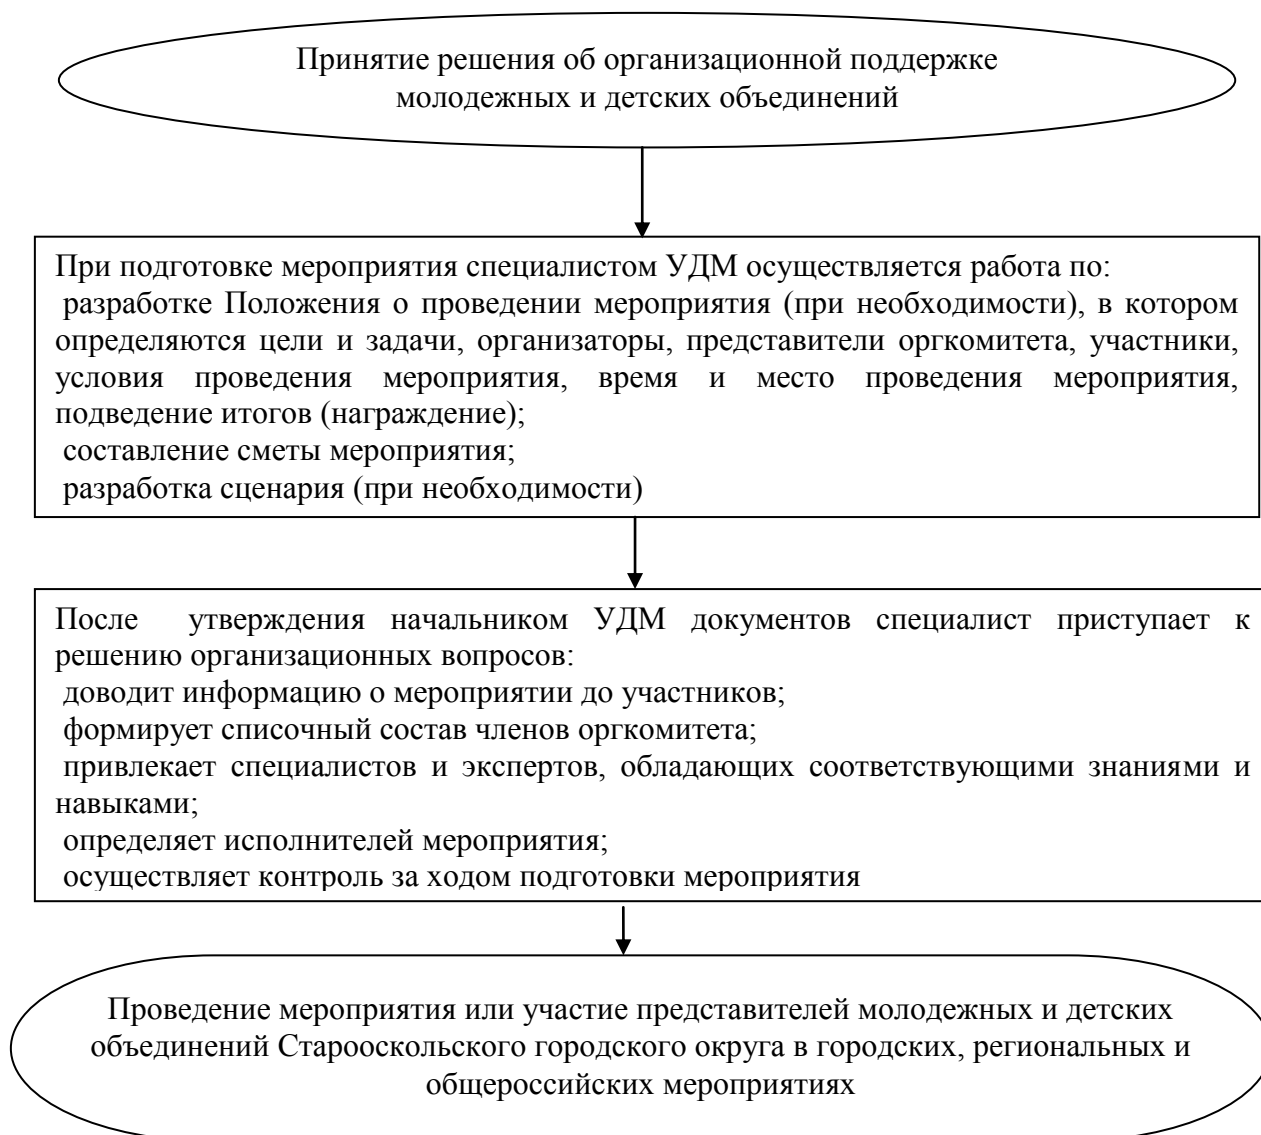 Принятие решения об организационной поддержке
молодежных и детских объединений
При подготовке мероприятия специалистом УДМ осуществляется работа по:
разработке Положения о проведении мероприятия (при необходимости), в котором
определяются цели и задачи, организаторы, представители оргкомитета, участники,
условия проведения мероприятия, время и место проведения мероприятия,
подведение итогов (награждение);
составление сметы мероприятия;
разработка сценария (при необходимости)
После утверждения начальником УДМ документов специалист приступает к
решению организационных вопросов:
доводит информацию о мероприятии до участников;
формирует списочный состав членов оргкомитета;
привлекает специалистов и экспертов, обладающих соответствующими знаниями и
навыками;
определяет исполнителей мероприятия;
осуществляет контроль за ходом подготовки мероприятия
Проведение мероприятия или участие представителей молодежных и детских
объединений Старооскольского городского округа в городских, региональных и
общероссийских мероприятиях